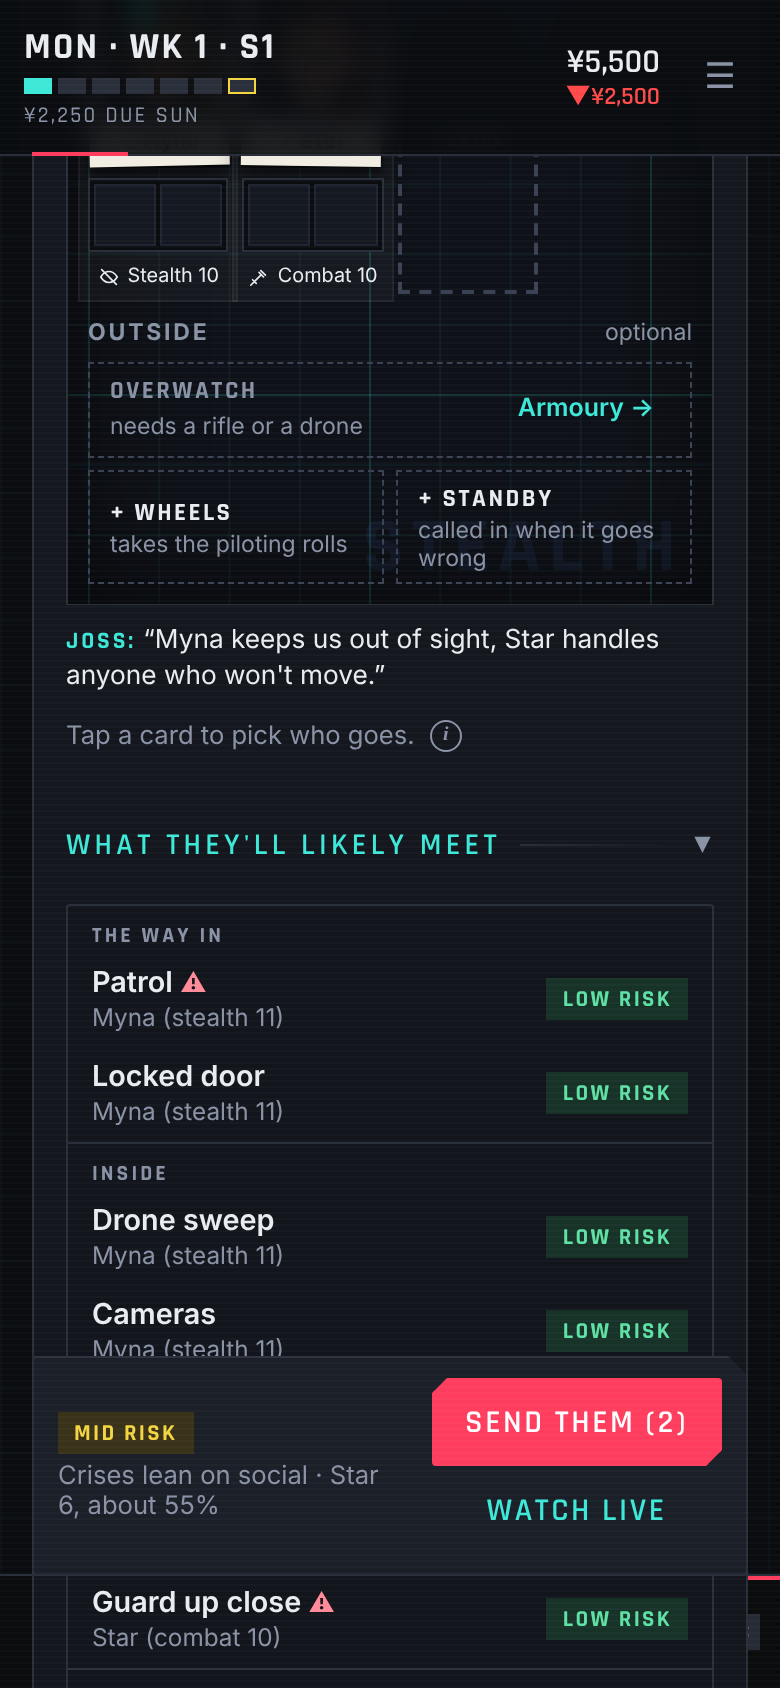 MON · WK 1 · S1
¥5,500
☰
▼¥2,500
¥2,250 DUE SUN
Stealth 10
Combat 10
OUTSIDE
optional
OVERWATCH
needs a rifle or a drone
Armoury →
+ WHEELS
takes the piloting rolls
+ STANDBY
called in when it goes
wrong
STEALTH
JOSS: “Myna keeps us out of sight, Star handles
anyone who won't move.”
Tap a card to pick who goes. i
WHAT THEY'LL LIKELY MEET
▼
THE WAY IN
Patrol
LOW RISK
Myna (stealth 11)
Locked door
LOW RISK
Myna (stealth 11)
INSIDE
Drone sweep
LOW RISK
Myna (stealth 11)
Cameras
LOW RISK
Myna (stealth 11)
MID RISK
Crises lean on social · Star
6, about 55%
SEND THEM (2)
WATCH LIVE
Guard up close
LOW RISK
Star (combat 10)